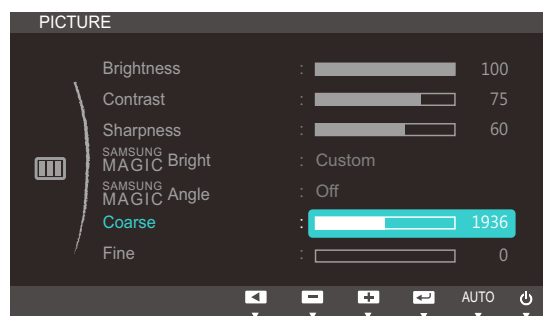 PICTURE
Brightness : 100
Contrast : 75
Sharpness : 60
SAMSUNG MAGIC Bright : Custom
SAMSUNG MAGIC Angle : Off
Coarse : 1936
Fine : 0
AUTO